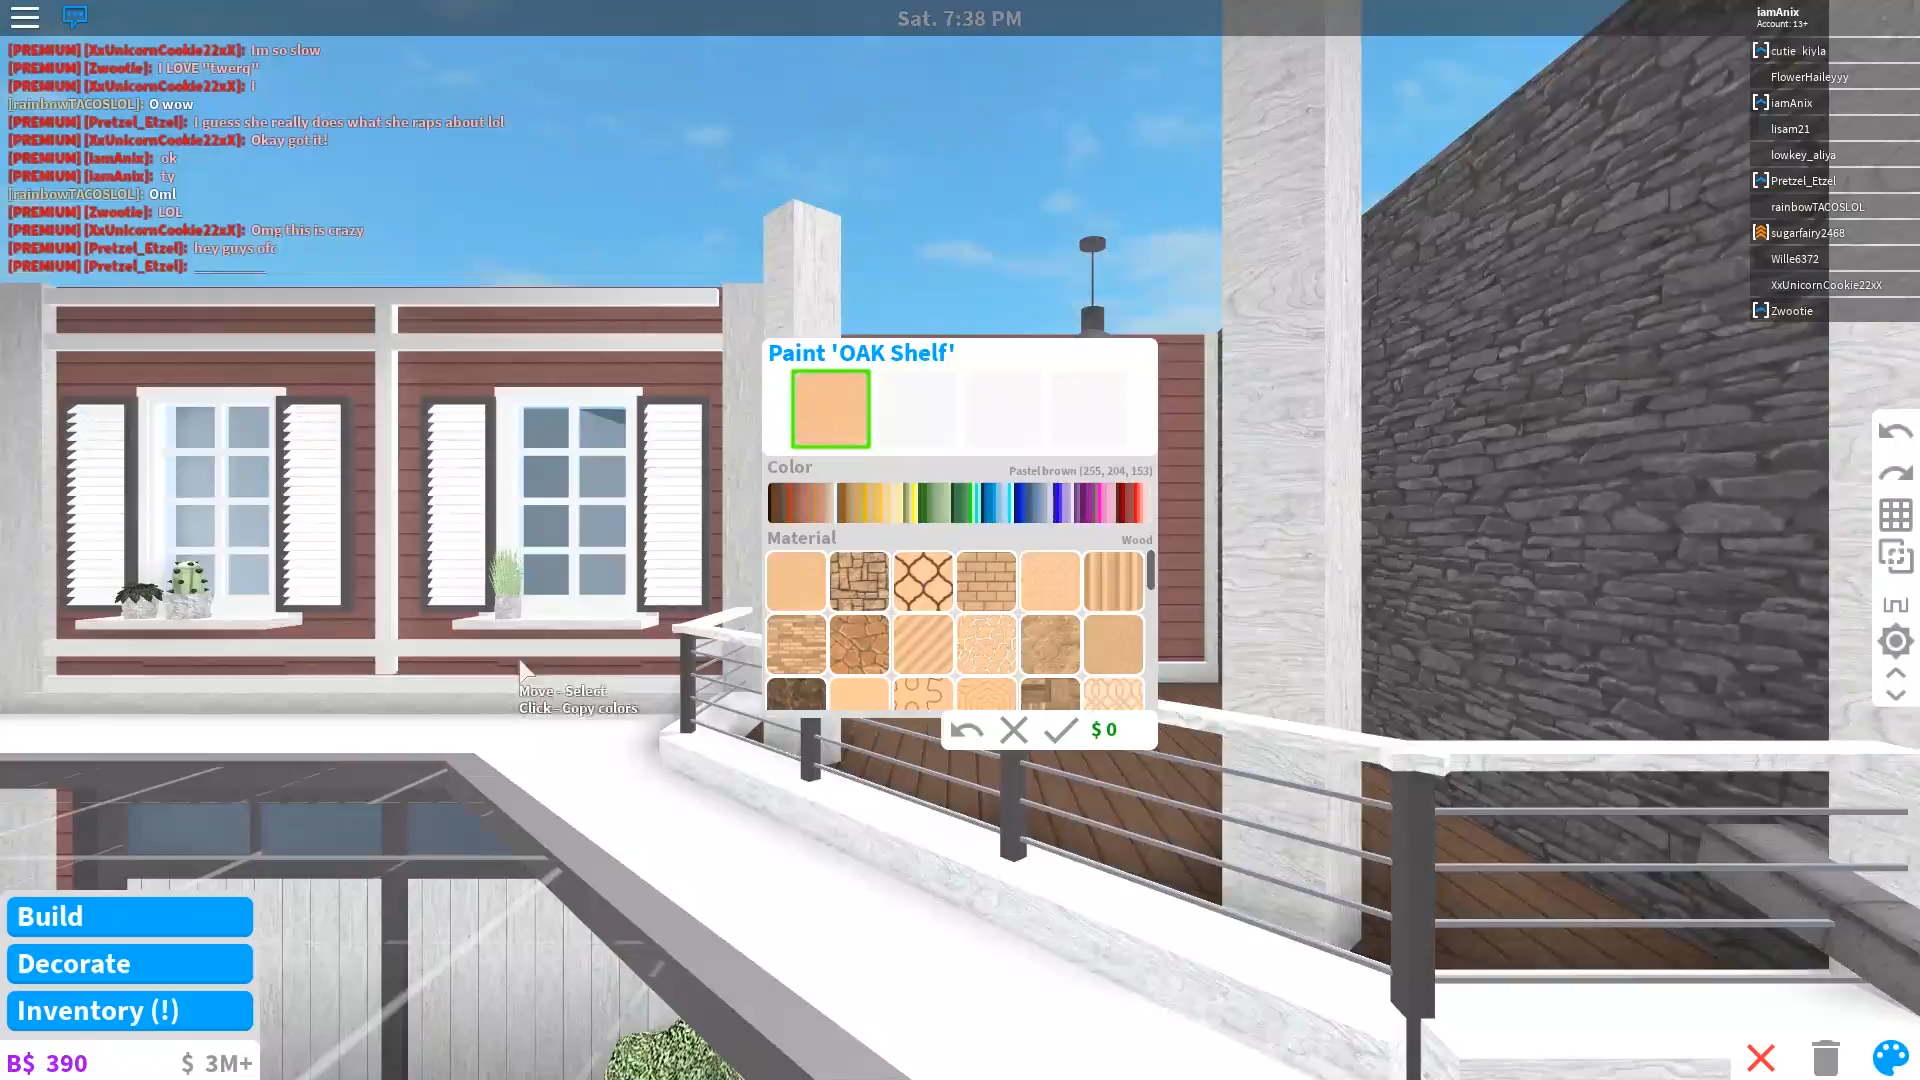 Sat. 7:38 PM
iamAnix
Account: 13+
[PREMIUM] [XxUnicornCookie22xX]: Im so slow
[PREMIUM] [Zwootie]: I LOVE "twerq"
[PREMIUM] [XxUnicornCookie22xX]: I
[rainbowTACOSLOL]: O wow
[PREMIUM] [Pretzel_Etzel]: I guess she really does what she raps about lol
[PREMIUM] [XxUnicornCookie22xX]: Okay got it!
[PREMIUM] [iamAnix]: ok
[PREMIUM] [iamAnix]: ty
[rainbowTACOSLOL]: Oml
[PREMIUM] [Zwootie]: LOL
[PREMIUM] [XxUnicornCookie22xX]: Omg this is crazy
[PREMIUM] [Pretzel_Etzel]: hey guys ofc
[PREMIUM] [Pretzel_Etzel]: __________
cutie_kiyla
FlowerHaileyyy
iamAnix
lisam21
lowkey_aliya
Pretzel_Etzel
rainbowTACOSLOL
sugarfairy2468
Wille6372
XxUnicornCookie22xX
Zwootie
Paint 'OAK Shelf'
Color
Pastel brown (255, 204, 153)
Material
Wood
$ 0
Move - Select
Click - Copy colors
Build
Decorate
Inventory (!)
B$ 390
$ 3M+